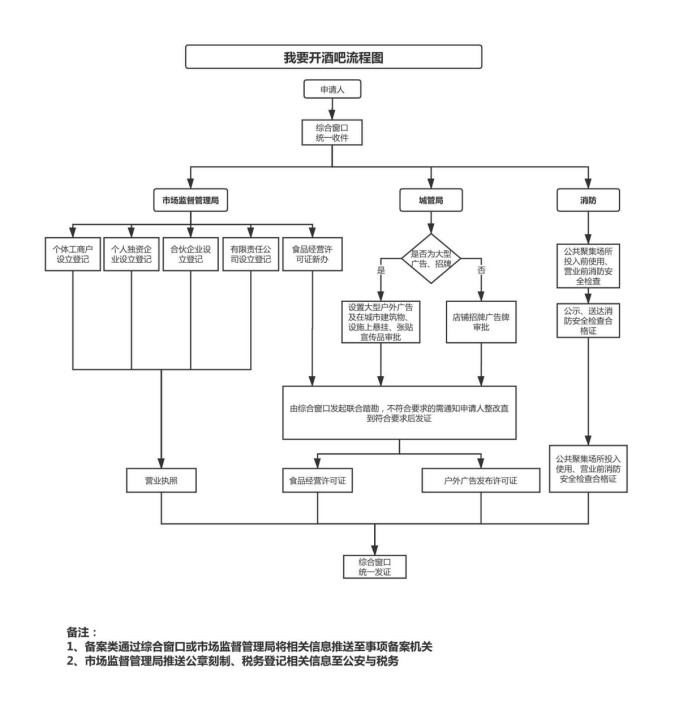 我要开酒吧流程图
申请人
综合窗口
统一收件
市场监督管理局
城管局
消防
个体工商户
设立登记
个人独资企
业设立登记
合伙企业设
立登记
有限责任公
司设立登记
食品经营许
可证新办
是否为大型
广告、招牌
是
否
公共聚集场所
投入前使用、
营业前消防安
全检查
设置大型户外广告
及在城市建筑物、
设施上悬挂、张贴
宣传品审批
店铺招牌广告牌
审批
公示、送达消
防安全检查合
格证
由综合窗口发起联合踏勘，不符合要求的需通知申请人整改直
到符合要求后发证
营业执照
食品经营许可证
户外广告发布许可证
公共聚集场所投入
使用、营业前消防
安全检查合格证
综合窗口
统一发证
备注：
1、备案类通过综合窗口或市场监督管理局将相关信息推送至事项备案机关
2、市场监督管理局推送公章刻制、税务登记相关信息至公安与税务